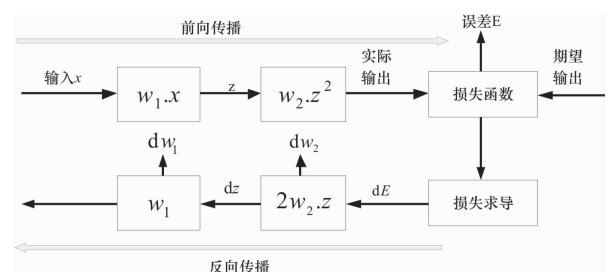 前向传播
误差E
输入x
w₁.x
z
w₂.z²
实际
输出
损失函数
期望
输出
dw₁
dw₂
w₁
dz
2w₂.z
dE
损失求导
反向传播